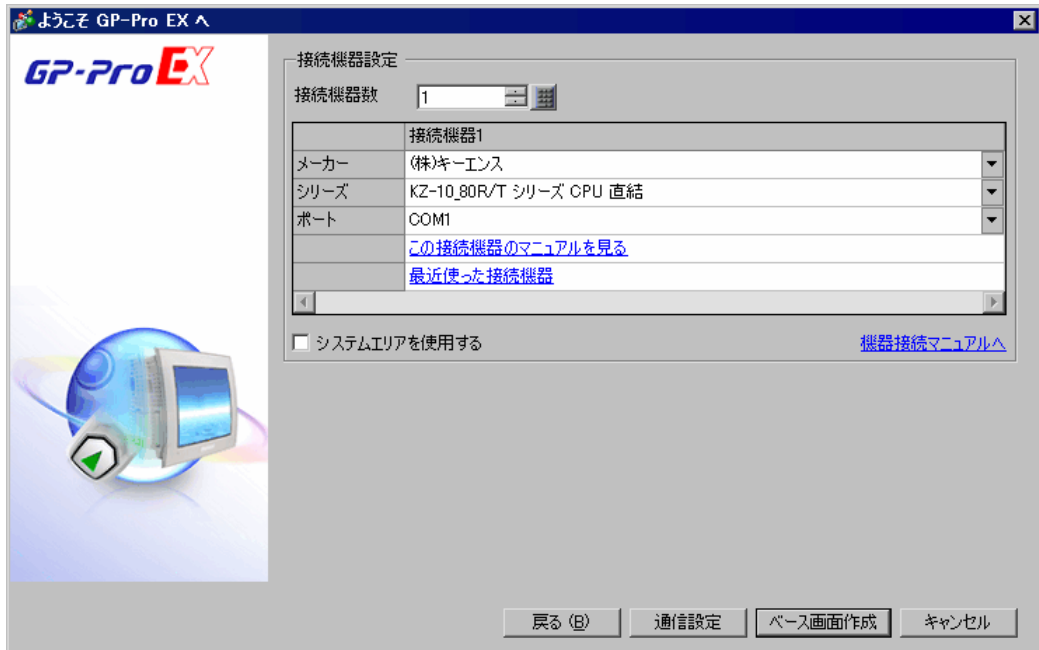 ようこそ GP-Pro EX へ
GP-Pro EX
接続機器設定
接続機器数 1
接続機器1
メーカー (株)キーエンス
シリーズ KZ-10_80R/T シリーズ CPU 直結
ポート COM1
この接続機器のマニュアルを見る
最近使った接続機器
システムエリアを使用する 機器接続マニュアルへ
戻る (B) 通信設定 ベース画面作成 キャンセル